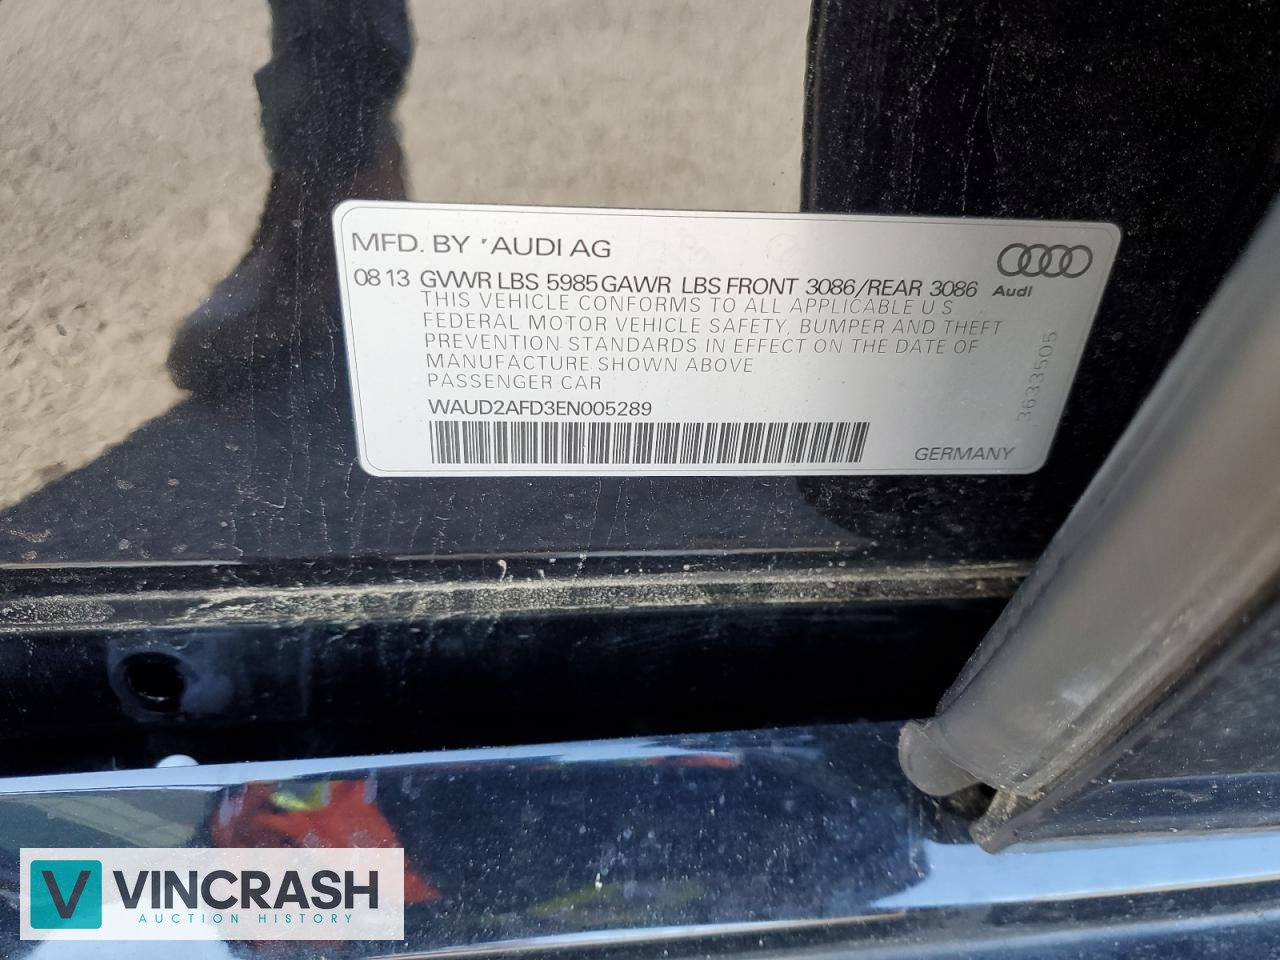 MFD. BY 'AUDI AG
08 13 GVWR LBS 5985 GAWR LBS FRONT 3086/REAR 3086
Audi
THIS VEHICLE CONFORMS TO ALL APPLICABLE U S
FEDERAL MOTOR VEHICLE SAFETY, BUMPER AND THEFT
PREVENTION STANDARDS IN EFFECT ON THE DATE OF
MANUFACTURE SHOWN ABOVE
PASSENGER CAR
3633505
WAUD2AFD3EN005289
GERMANY
V VINCRASH
AUCTION HISTORY